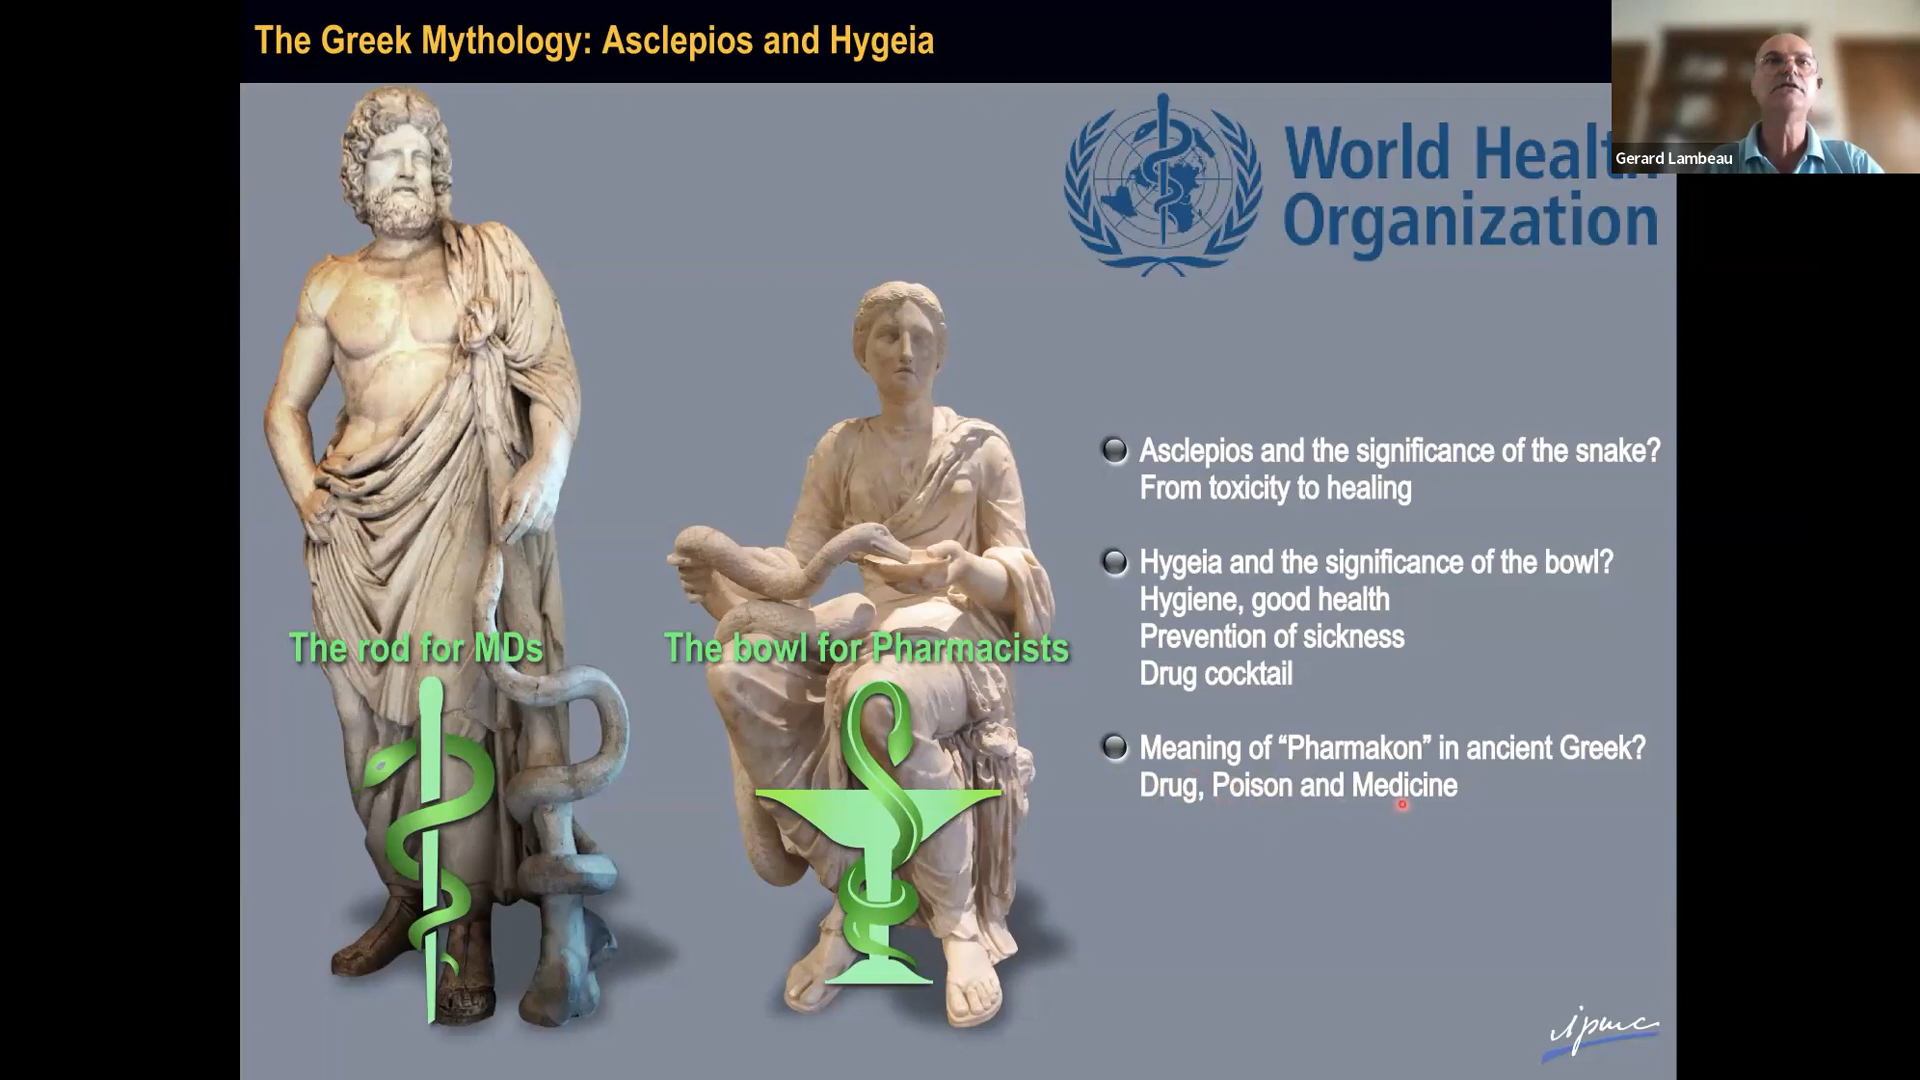 The Greek Mythology: Asclepios and Hygeia
World Health
Organization
Gerard Lambeau
Asclepios and the significance of the snake?
From toxicity to healing
Hygeia and the significance of the bowl?
Hygiene, good health
Prevention of sickness
Drug cocktail
The rod for MDs
The bowl for Pharmacists
Meaning of “Pharmakon” in ancient Greek?
Drug, Poison and Medicine
ipmc